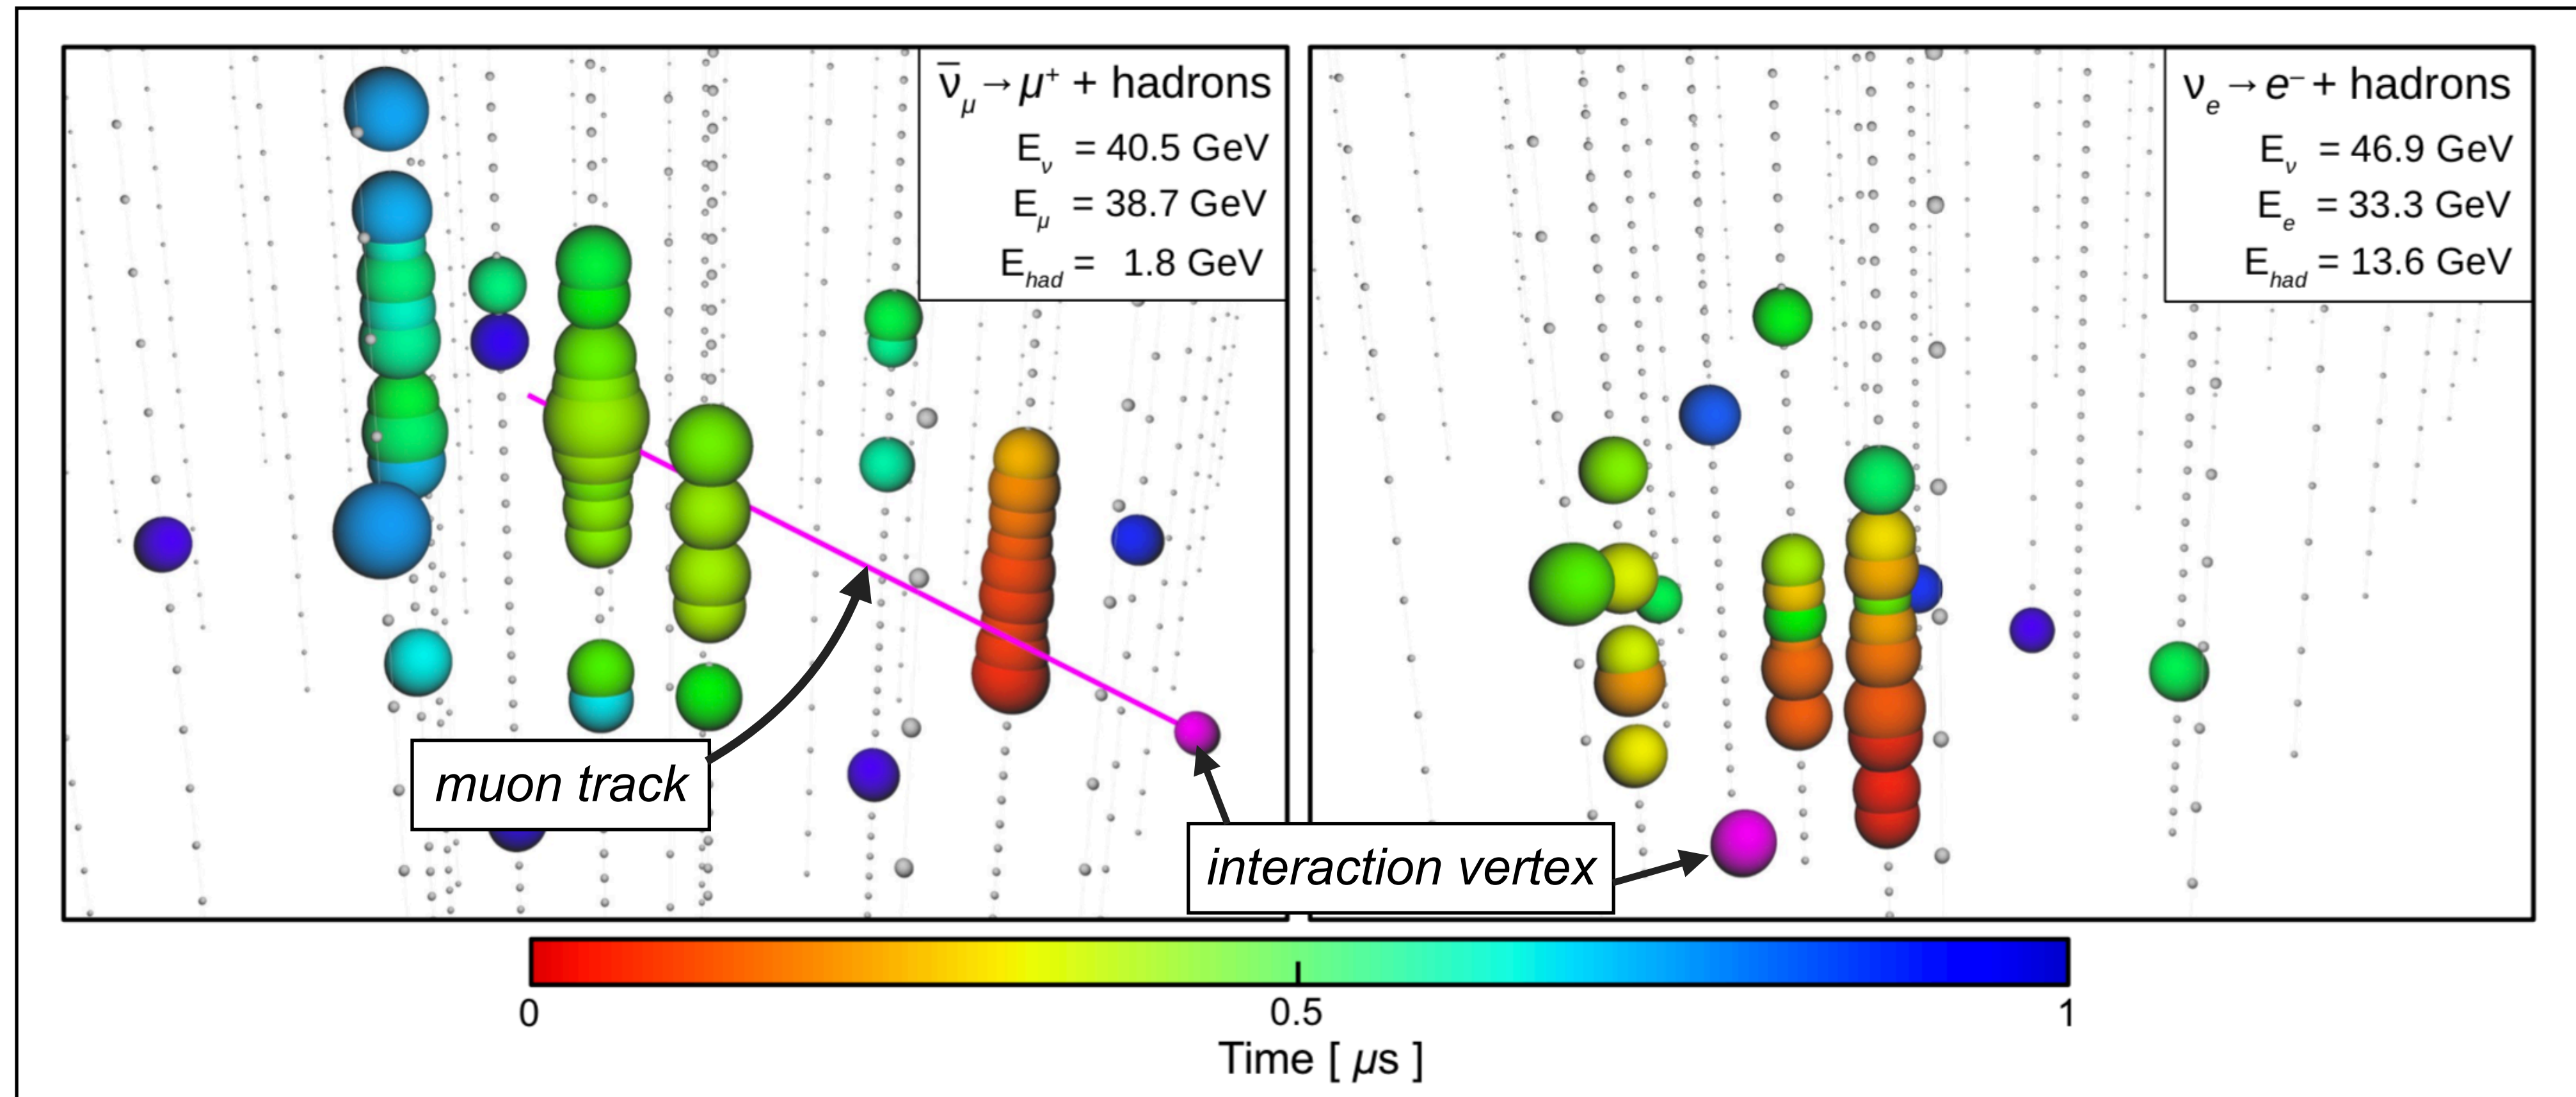 ν̅μ → μ⁺ + hadrons
Eν = 40.5 GeV
Eμ = 38.7 GeV
Ehad = 1.8 GeV
νe → e⁻ + hadrons
Eν = 46.9 GeV
Ee = 33.3 GeV
Ehad = 13.6 GeV
muon track
interaction vertex
0 0.5 1
Time [ μs ]